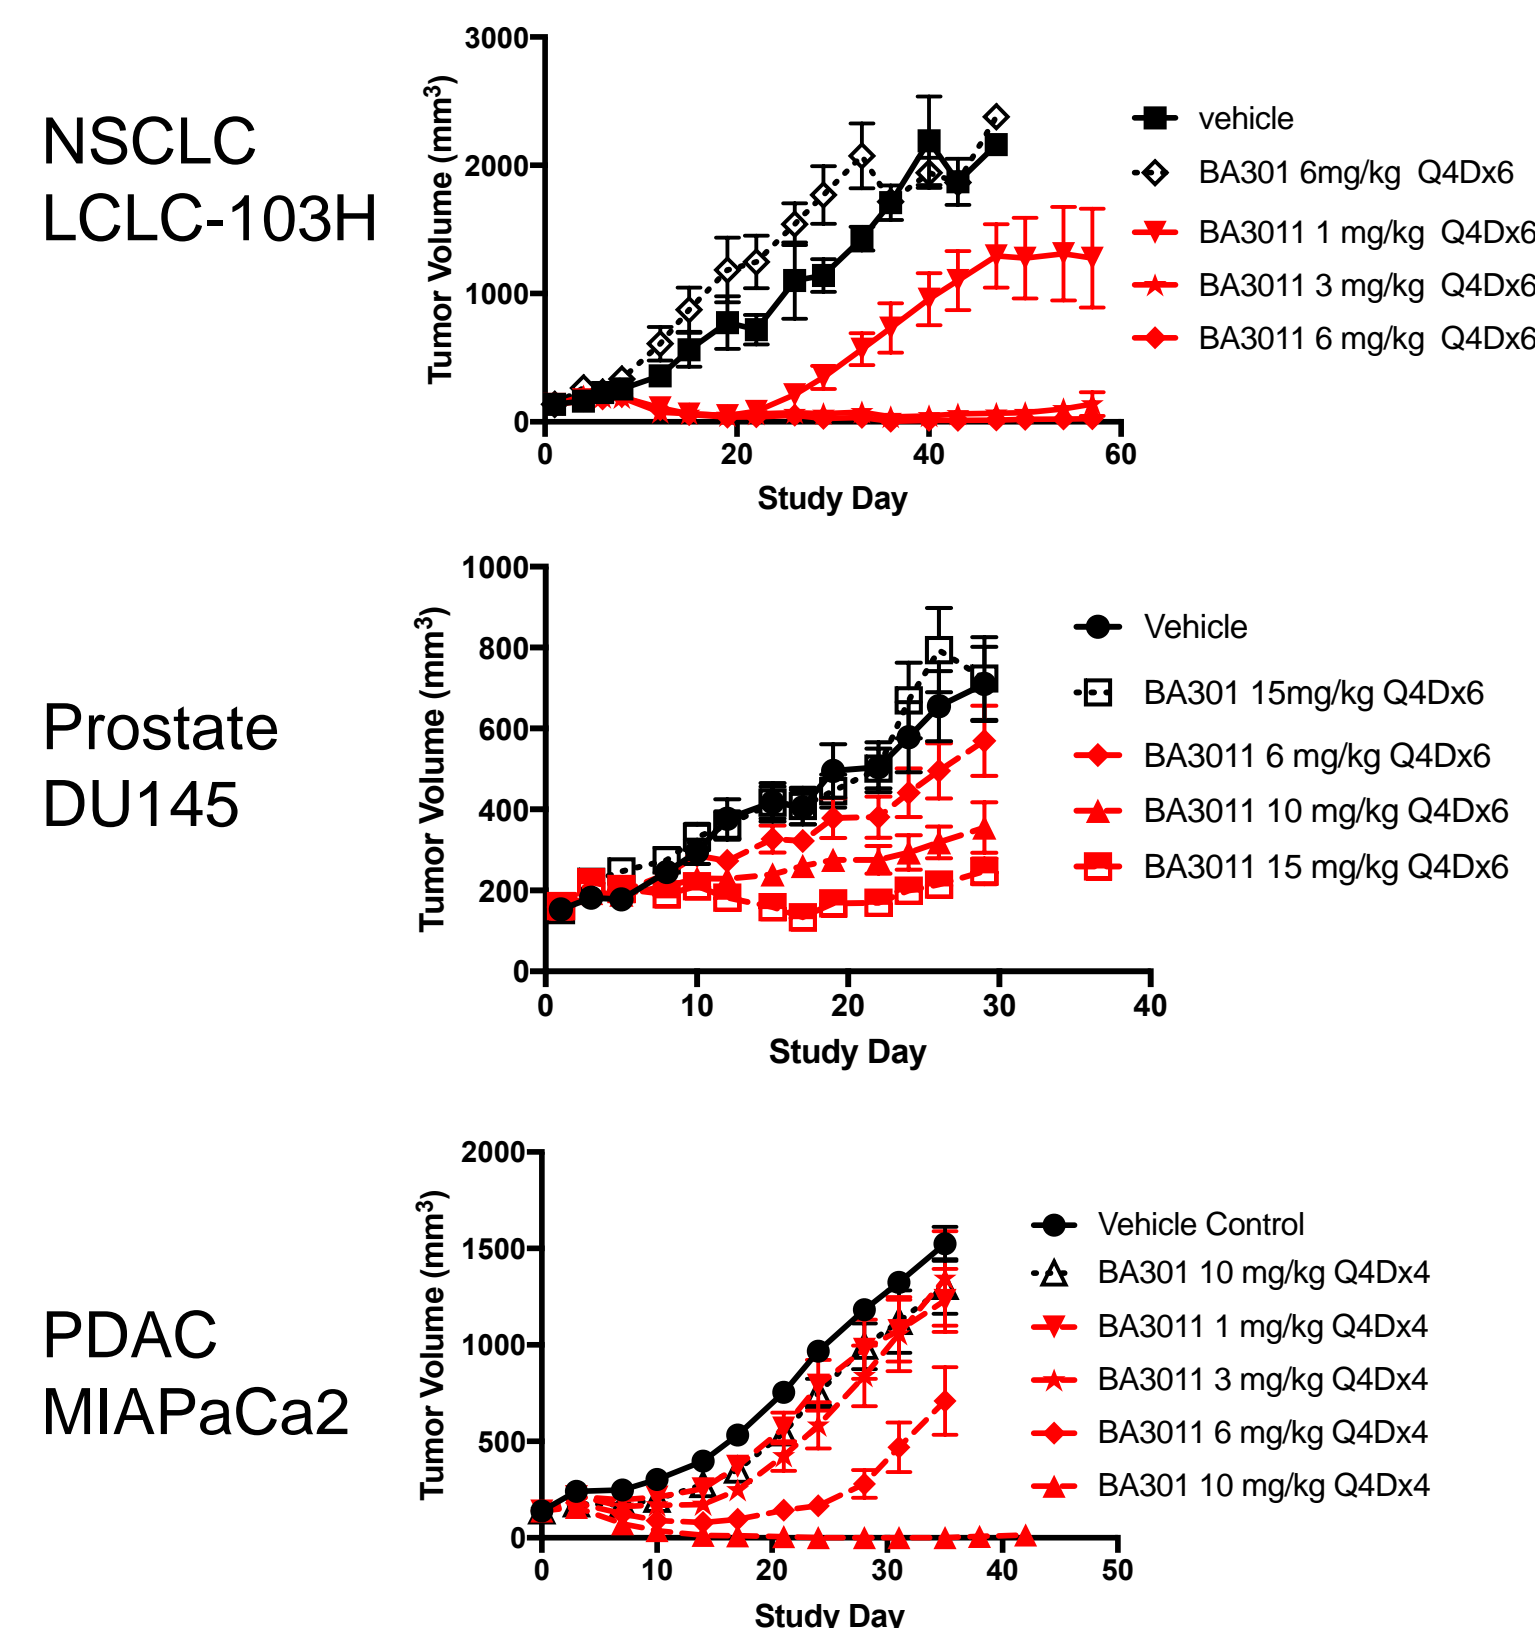 NSCLC
LCLC-103H
Tumor Volume (mm³)
3000
2000
1000
0
0 20 40 60
Study Day
vehicle
BA301 6mg/kg Q4Dx6
BA3011 1 mg/kg Q4Dx6
BA3011 3 mg/kg Q4Dx6
BA3011 6 mg/kg Q4Dx6
Prostate
DU145
Tumor Volume (mm³)
1000
800
600
400
200
0
0 10 20 30 40
Study Day
Vehicle
BA301 15mg/kg Q4Dx6
BA3011 6 mg/kg Q4Dx6
BA3011 10 mg/kg Q4Dx6
BA3011 15 mg/kg Q4Dx6
PDAC
MIAPaCa2
Tumor Volume (mm³)
2000
1500
1000
500
0
0 10 20 30 40 50
Study Day
Vehicle Control
BA301 10 mg/kg Q4Dx4
BA3011 1 mg/kg Q4Dx4
BA3011 3 mg/kg Q4Dx4
BA3011 6 mg/kg Q4Dx4
BA301 10 mg/kg Q4Dx4